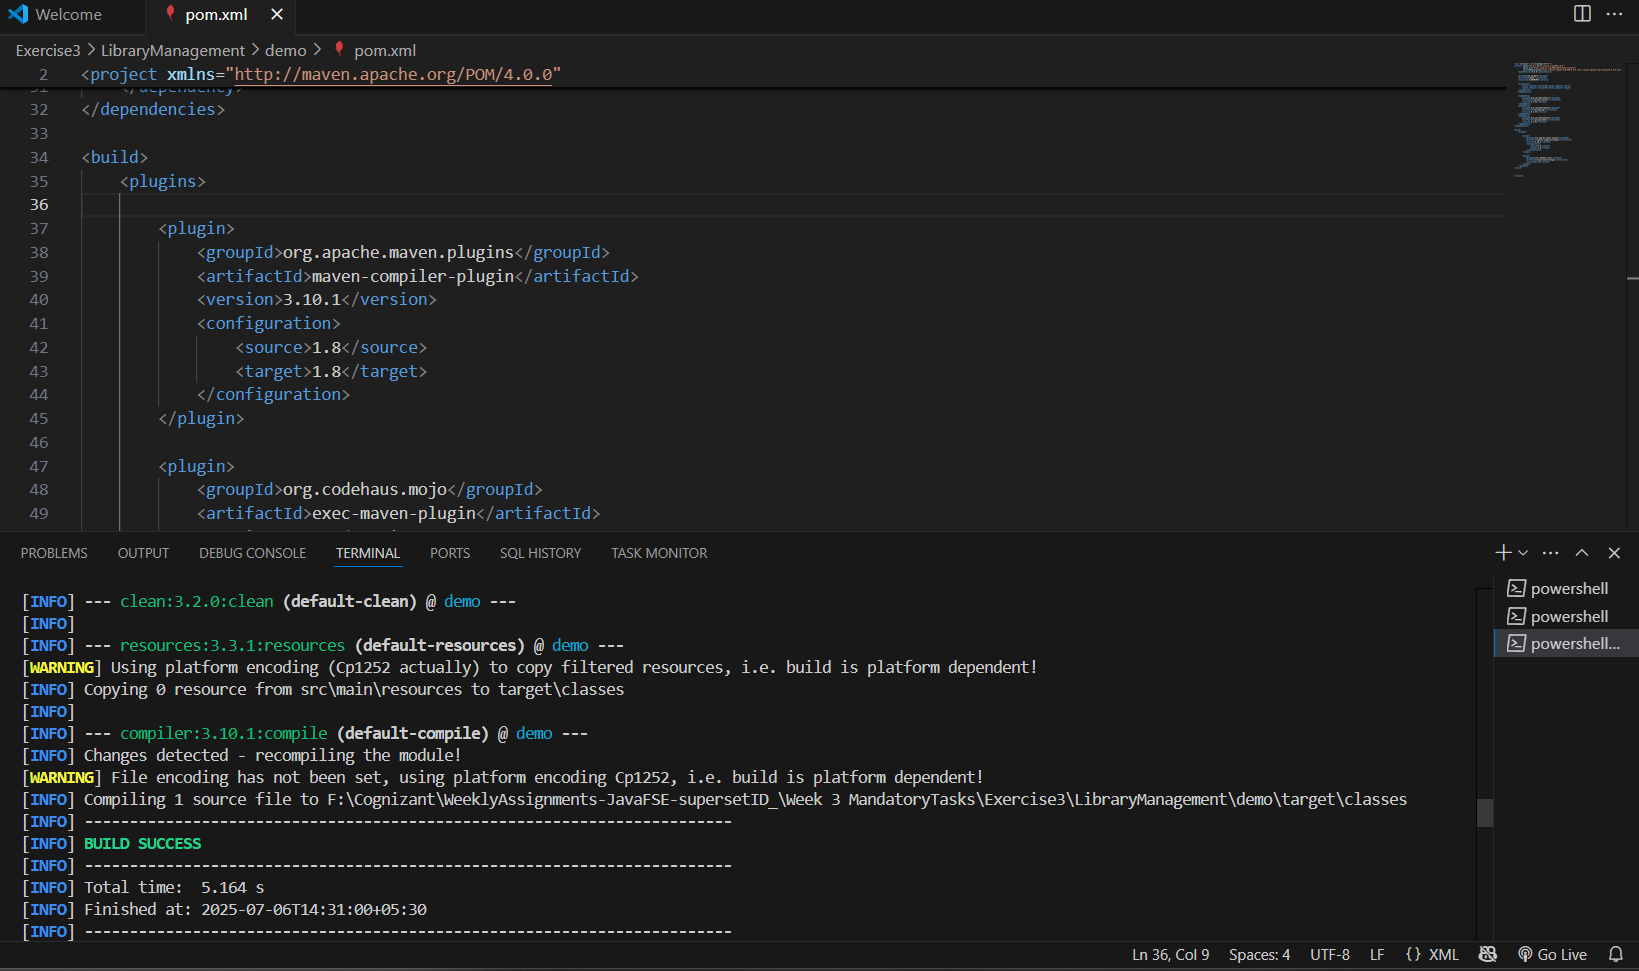 Welcome
pom.xml
Exercise3 > LibraryManagement > demo > pom.xml
2 <project xmlns="http://maven.apache.org/POM/4.0.0"
31 </dependency>
32 </dependencies>
33
34 <build>
35 <plugins>
36
37 <plugin>
38 <groupId>org.apache.maven.plugins</groupId>
39 <artifactId>maven-compiler-plugin</artifactId>
40 <version>3.10.1</version>
41 <configuration>
42 <source>1.8</source>
43 <target>1.8</target>
44 </configuration>
45 </plugin>
46
47 <plugin>
48 <groupId>org.codehaus.mojo</groupId>
49 <artifactId>exec-maven-plugin</artifactId>
PROBLEMS OUTPUT DEBUG CONSOLE TERMINAL PORTS SQL HISTORY TASK MONITOR
[INFO] --- clean:3.2.0:clean (default-clean) @ demo ---
[INFO]
[INFO] --- resources:3.3.1:resources (default-resources) @ demo ---
[WARNING] Using platform encoding (Cp1252 actually) to copy filtered resources, i.e. build is platform dependent!
[INFO] Copying 0 resource from src\main\resources to target\classes
[INFO]
[INFO] --- compiler:3.10.1:compile (default-compile) @ demo ---
[INFO] Changes detected - recompiling the module!
[WARNING] File encoding has not been set, using platform encoding Cp1252, i.e. build is platform dependent!
[INFO] Compiling 1 source file to F:\Cognizant\WeeklyAssignments-JavaFSE-supersetID_\Week 3 MandatoryTasks\Exercise3\LibraryManagement\demo\target\classes
[INFO] ------------------------------------------------------------------------
[INFO] BUILD SUCCESS
[INFO] ------------------------------------------------------------------------
[INFO] Total time:  5.164 s
[INFO] Finished at: 2025-07-06T14:31:00+05:30
[INFO] ------------------------------------------------------------------------
powershell
powershell
powershell...
Ln 36, Col 9 Spaces: 4 UTF-8 LF {} XML Go Live